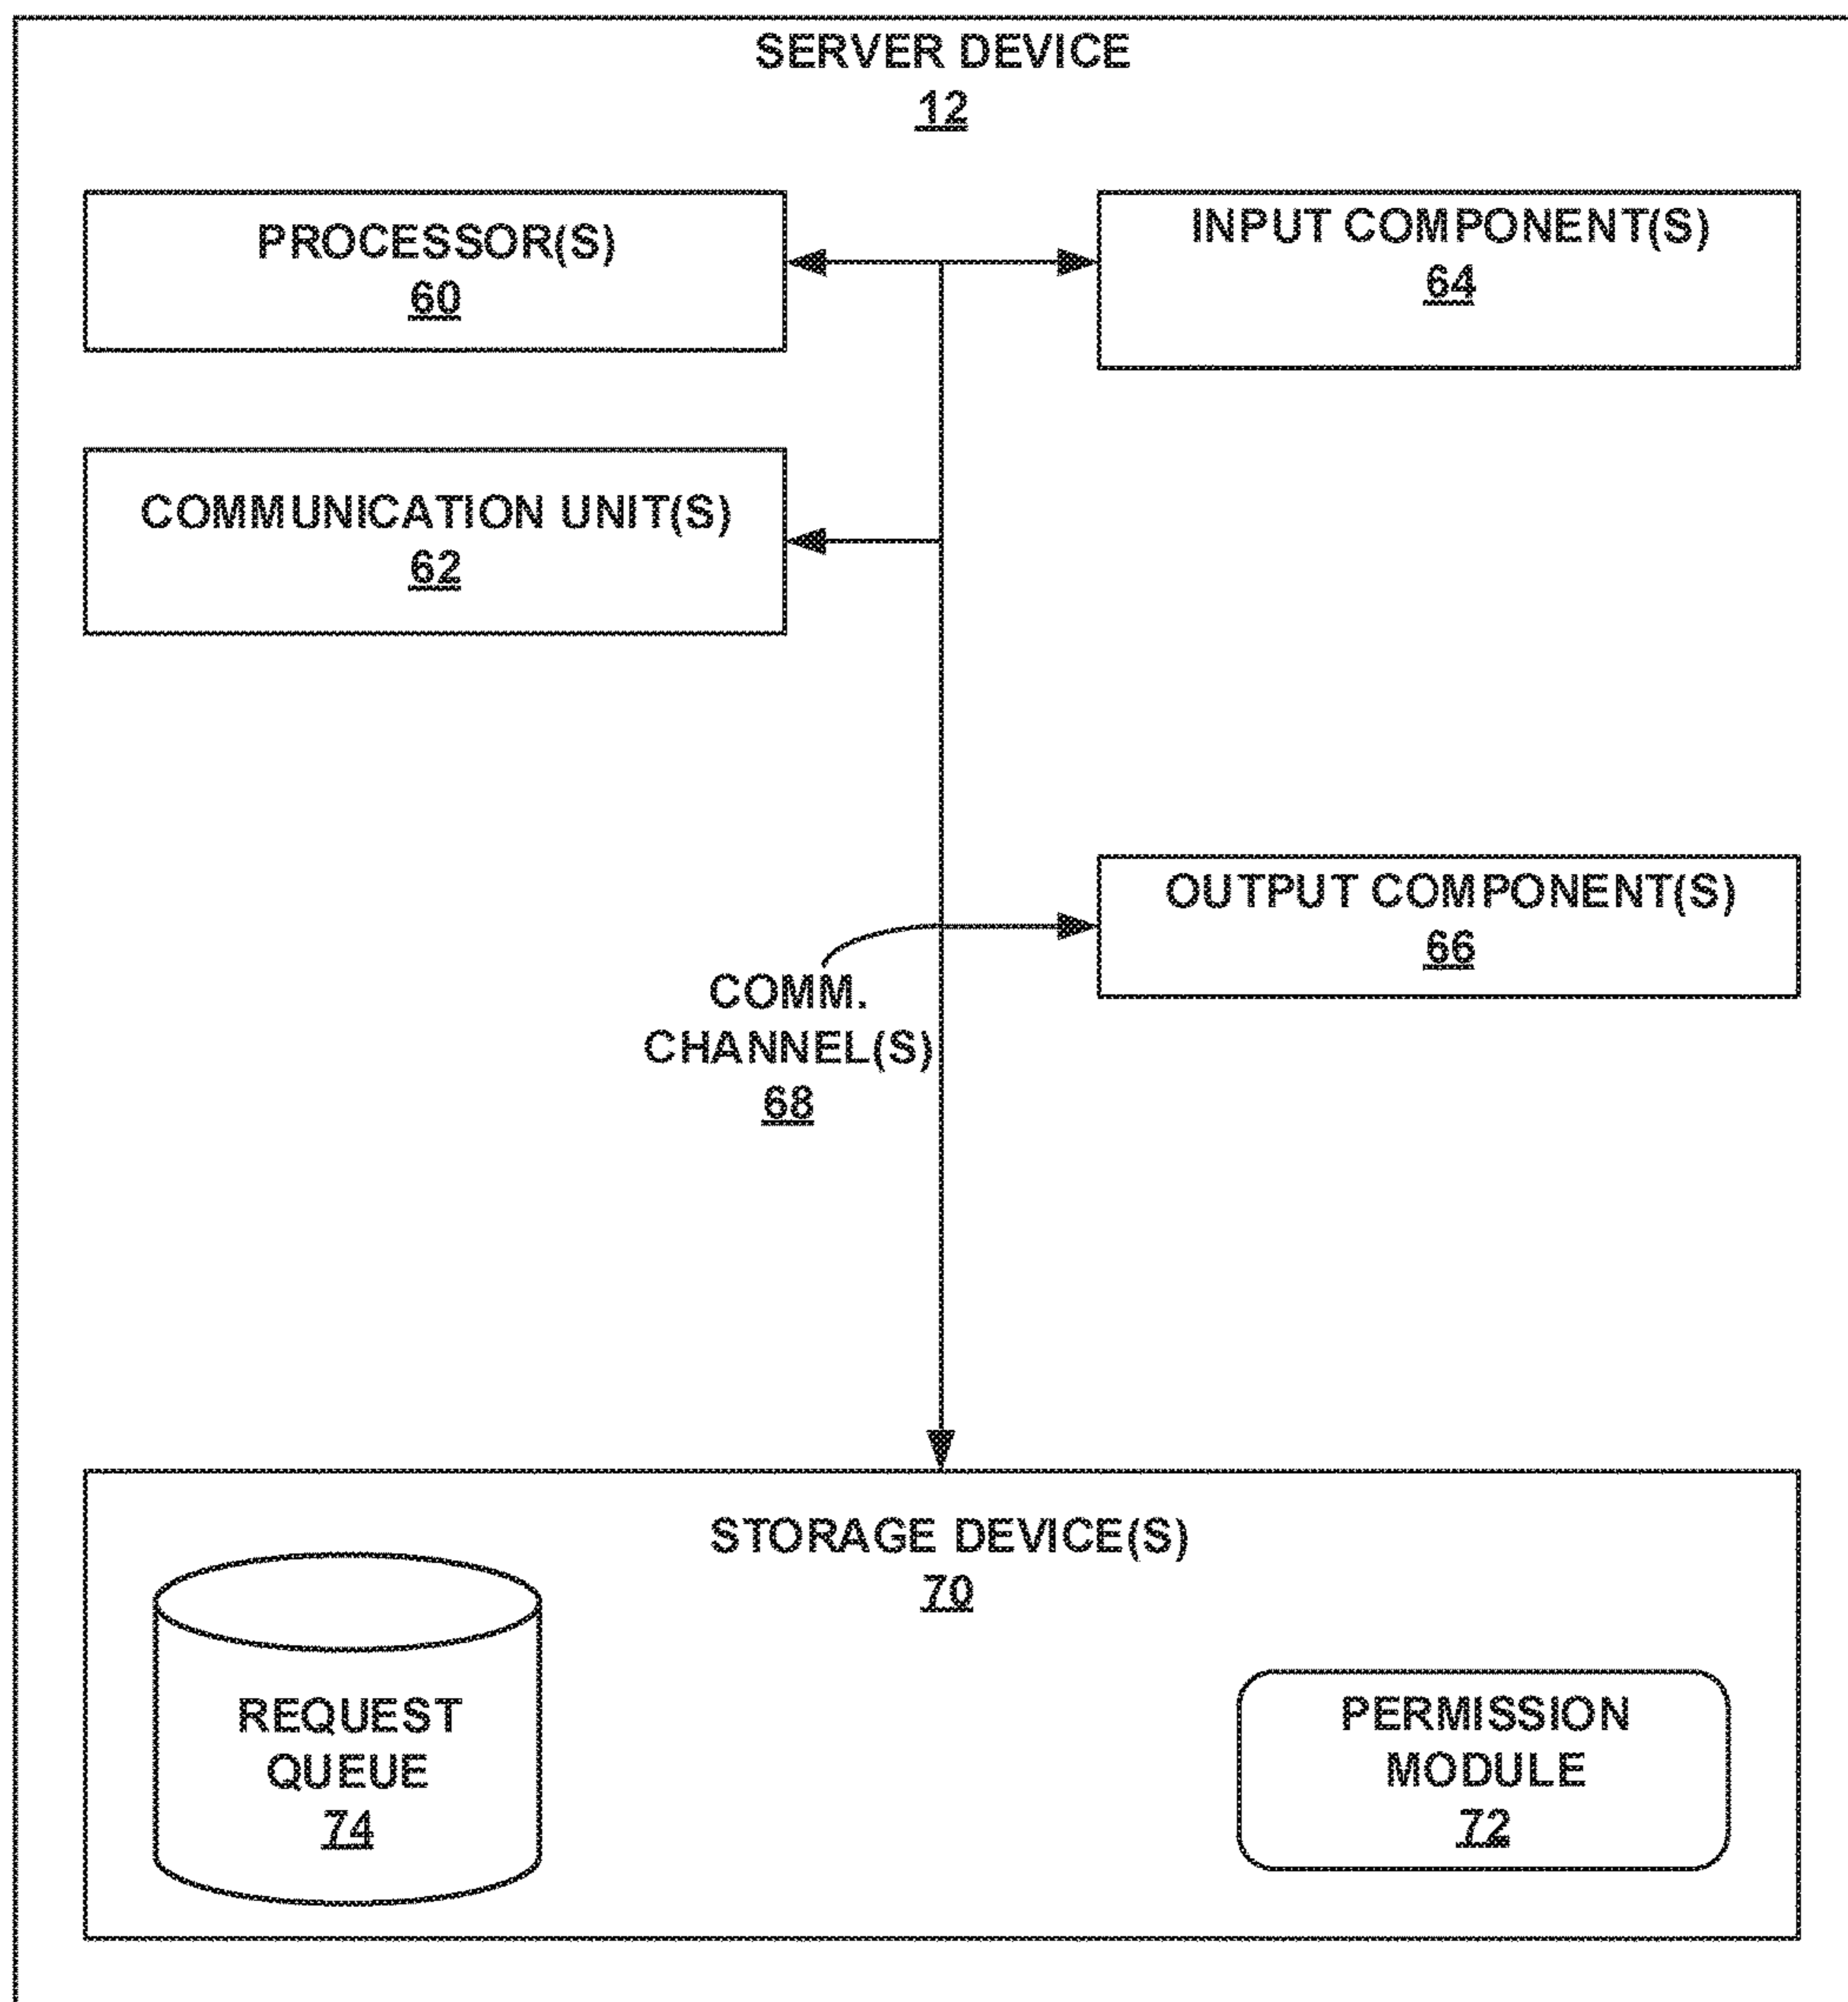 SERVER DEVICE
12
PROCESSOR(S)
60
INPUT COMPONENT(S)
64
COMMUNICATION UNIT(S)
62
OUTPUT COMPONENT(S)
66
COMM.
CHANNEL(S)
68
STORAGE DEVICE(S)
70
REQUEST
QUEUE
74
PERMISSION
MODULE
72